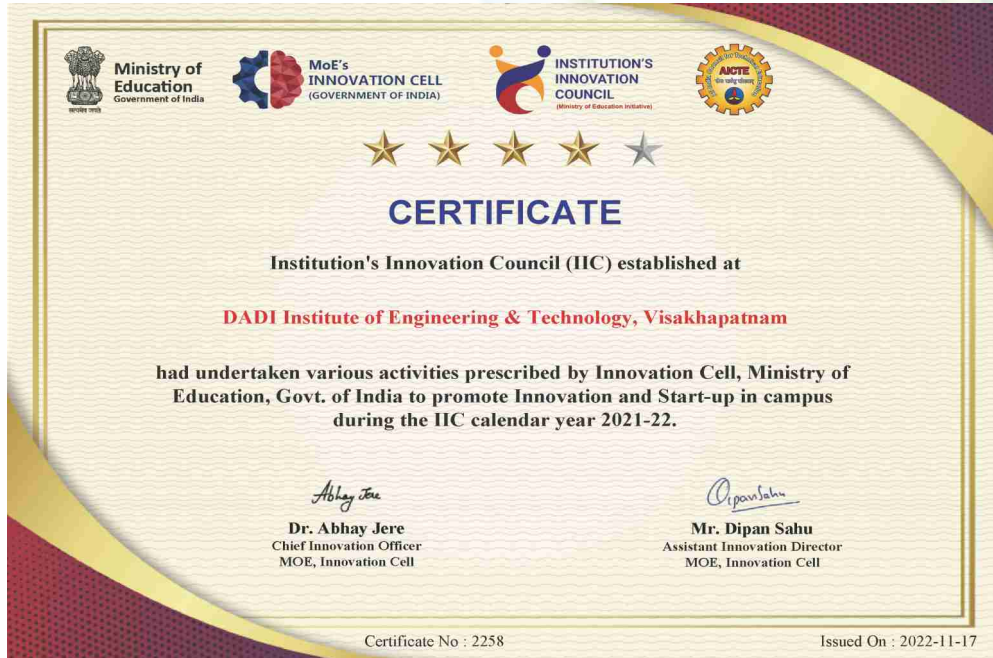 Ministry of
Education
Government of India
सत्यमेव जयते
MoE's
INNOVATION CELL
(GOVERNMENT OF INDIA)
INSTITUTION'S
INNOVATION
COUNCIL
(Ministry of Education Initiative)
AICTE
CERTIFICATE
Institution's Innovation Council (IIC) established at
DADI Institute of Engineering & Technology, Visakhapatnam
had undertaken various activities prescribed by Innovation Cell, Ministry of
Education, Govt. of India to promote Innovation and Start-up in campus
during the IIC calendar year 2021-22.
Abhay Jere
Dr. Abhay Jere
Chief Innovation Officer
MOE, Innovation Cell
DipanSahu
Mr. Dipan Sahu
Assistant Innovation Director
MOE, Innovation Cell
Certificate No : 2258
Issued On : 2022-11-17